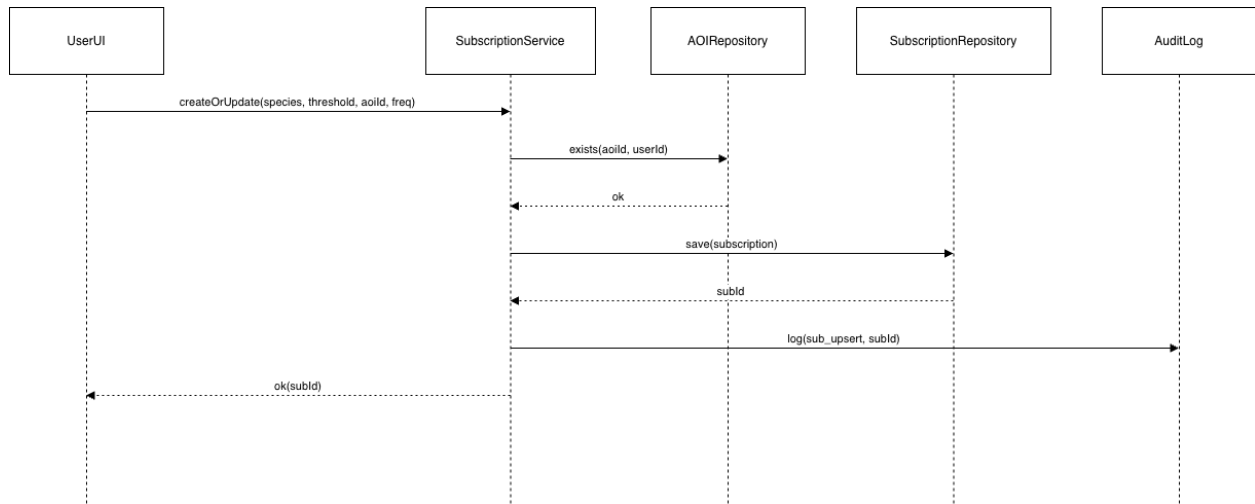 UserUI
SubscriptionService
AOIRepository
SubscriptionRepository
AuditLog
createOrUpdate(species, threshold, aoiId, freq)
exists(aoiId, userId)
ok
save(subscription)
subId
log(sub_upsert, subId)
ok(subId)